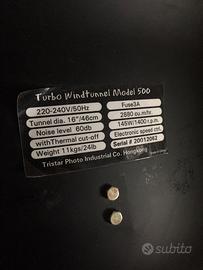 Turbo Windtunnel Model 500
220-240V/50Hz Fuse3A
Tunnel dia. 16"/46cm 2880 cu.m/hr
Noise level 60db 145W/1400 r.p.m.
withThermal cut-off Electronic speed cont.
Weight 11kgs/24lb Serial # 20012062
Tristar Photo Industrial Co. Hongkong
subito